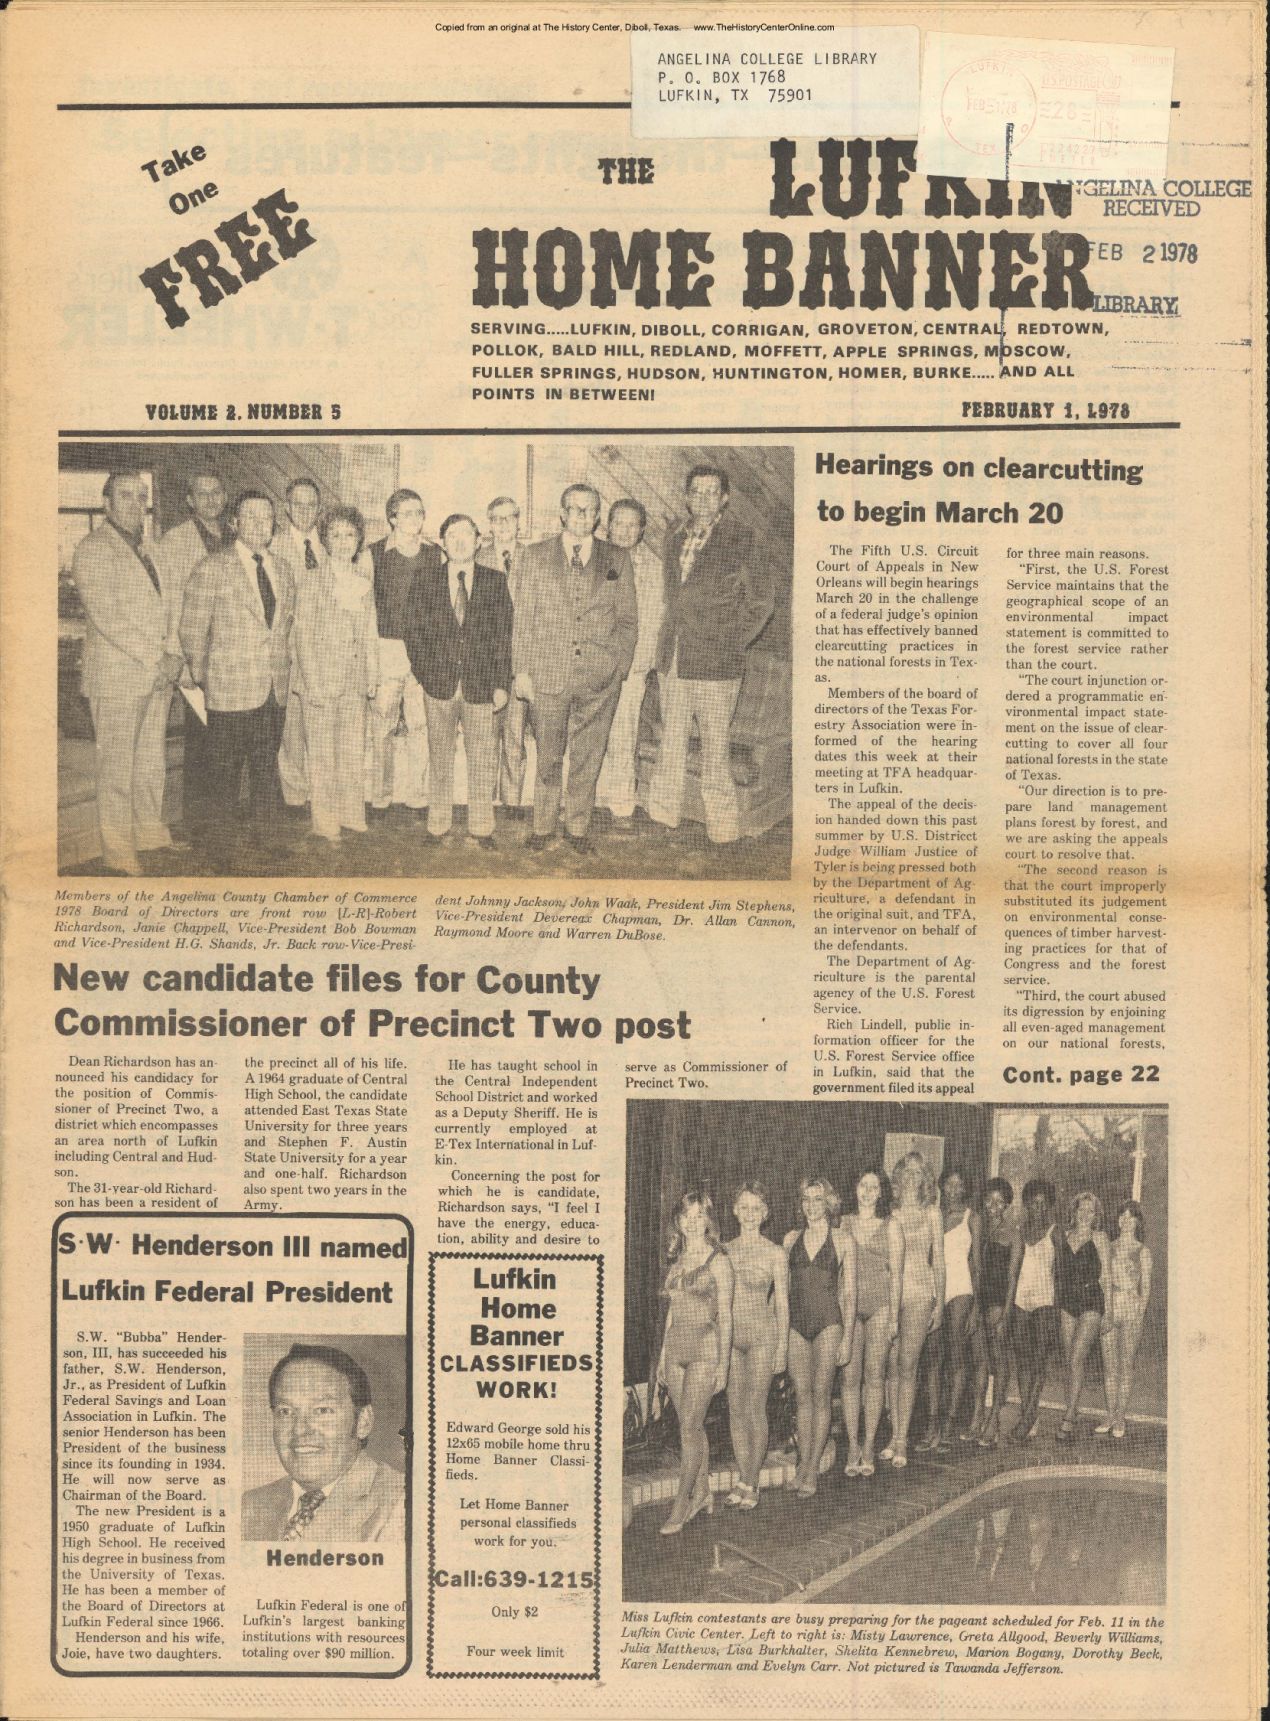 Copied from an original at The History Center, Diboll, Texas. www.TheHistoryCenterOnline.com
ANGELINA COLLEGE LIBRARY
P. O. BOX 1768
LUFKIN, TX 75901
Take
One
FREE
THE LUFKIN
HOME BANNER
ANGELINA COLLEGE
RECEIVED
FEB 2 1978
LIBRARY
SERVING.....LUFKIN, DIBOLL, CORRIGAN, GROVETON, CENTRAL, REDTOWN,
POLLOK, BALD HILL, REDLAND, MOFFETT, APPLE SPRINGS, MOSCOW,
FULLER SPRINGS, HUDSON, HUNTINGTON, HOMER, BURKE..... AND ALL
POINTS IN BETWEEN!
VOLUME 2, NUMBER 5
FEBRUARY 1, 1978
Members of the Angelina County Chamber of Commerce
1978 Board of Directors are front row [L-R]-Robert
Richardson, Janie Chappell, Vice-President Bob Bowman
and Vice-President H.G. Shands, Jr. Back row-Vice-Presi-
dent Johnny Jackson, John Waak, President Jim Stephens,
Vice-President Devereax Chapman, Dr. Allan Cannon,
Raymond Moore and Warren DuBose.
Hearings on clearcutting
to begin March 20
The Fifth U.S. Circuit
Court of Appeals in New
Orleans will begin hearings
March 20 in the challenge
of a federal judge's opinion
that has effectively banned
clearcutting practices in
the national forests in Tex-
as.
Members of the board of
directors of the Texas For-
estry Association were in-
formed of the hearing
dates this week at their
meeting at TFA headquar-
ters in Lufkin.
The appeal of the decis-
ion handed down this past
summer by U.S. Districct
Judge William Justice of
Tyler is being pressed both
by the Department of Ag-
riculture, a defendant in
the original suit, and TFA,
an intervenor on behalf of
the defendants.
The Department of Ag-
riculture is the parental
agency of the U.S. Forest
Service.
Rich Lindell, public in-
formation officer for the
U.S. Forest Service office
in Lufkin, said that the
government filed its appeal
for three main reasons.
"First, the U.S. Forest
Service maintains that the
geographical scope of an
environmental impact
statement is committed to
the forest service rather
than the court.
"The court injunction or-
dered a programmatic en-
vironmental impact state-
ment on the issue of clear-
cutting to cover all four
national forests in the state
of Texas.
"Our direction is to pre-
pare land management
plans forest by forest, and
we are asking the appeals
court to resolve that.
"The second reason is
that the court improperly
substituted its judgement
on environmental conse-
quences of timber harvest-
ing practices for that of
Congress and the forest
service.
"Third, the court abused
its digression by enjoining
all even-aged management
on our national forests,
Cont. page 22
New candidate files for County
Commissioner of Precinct Two post
Dean Richardson has an-
nounced his candidacy for
the position of Commis-
sioner of Precinct Two, a
district which encompasses
an area north of Lufkin
including Central and Hud-
son.
The 31-year-old Richard-
son has been a resident of
the precinct all of his life.
A 1964 graduate of Central
High School, the candidate
attended East Texas State
University for three years
and Stephen F. Austin
State University for a year
and one-half. Richardson
also spent two years in the
Army.
He has taught school in
the Central Independent
School District and worked
as a Deputy Sheriff. He is
currently employed at
E-Tex International in Luf-
kin.
Concerning the post for
which he is candidate,
Richardson says, "I feel I
have the energy, educa-
tion, ability and desire to
serve as Commissioner of
Precinct Two.
S.W. Henderson III named
Lufkin Federal President
S.W. "Bubba" Hender-
son, III, has succeeded his
father, S.W. Henderson,
Jr., as President of Lufkin
Federal Savings and Loan
Association in Lufkin. The
senior Henderson has been
President of the business
since its founding in 1934.
He will now serve as
Chairman of the Board.
The new President is a
1950 graduate of Lufkin
High School. He received
his degree in business from
the University of Texas.
He has been a member of
the Board of Directors at
Lufkin Federal since 1966.
Henderson and his wife,
Joie, have two daughters.
Henderson
Lufkin Federal is one of
Lufkin's largest banking
institutions with resources
totaling over $90 million.
Lufkin
Home
Banner
CLASSIFIEDS
WORK!
Edward George sold his
12x65 mobile home thru
Home Banner Classi-
fieds.
Let Home Banner
personal classifieds
work for you.
Call:639-1215
Only $2
Four week limit
Miss Lufkin contestants are busy preparing for the pageant scheduled for Feb. 11 in the
Lufkin Civic Center. Left to right is: Misty Lawrence, Greta Allgood, Beverly Williams,
Julia Matthews, Lisa Burkhalter, Shelita Kennebrew, Marion Bogany, Dorothy Beck,
Karen Lenderman and Evelyn Carr. Not pictured is Tawanda Jefferson.